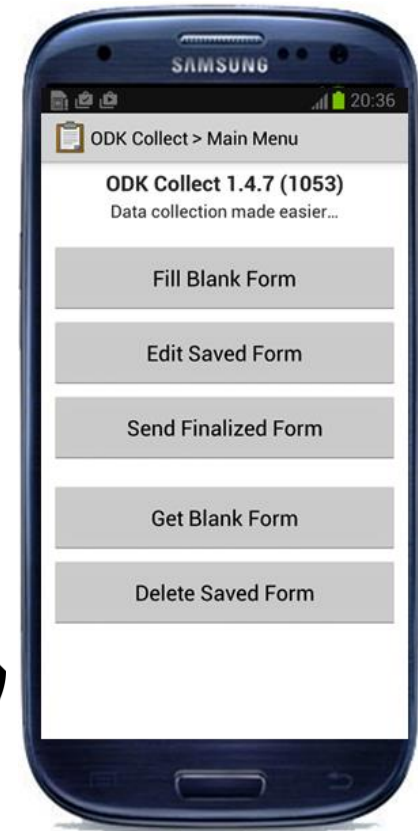 SAMSUNG
20:36
ODK Collect > Main Menu
ODK Collect 1.4.7 (1053)
Data collection made easier...
Fill Blank Form
Edit Saved Form
Send Finalized Form
Get Blank Form
Delete Saved Form